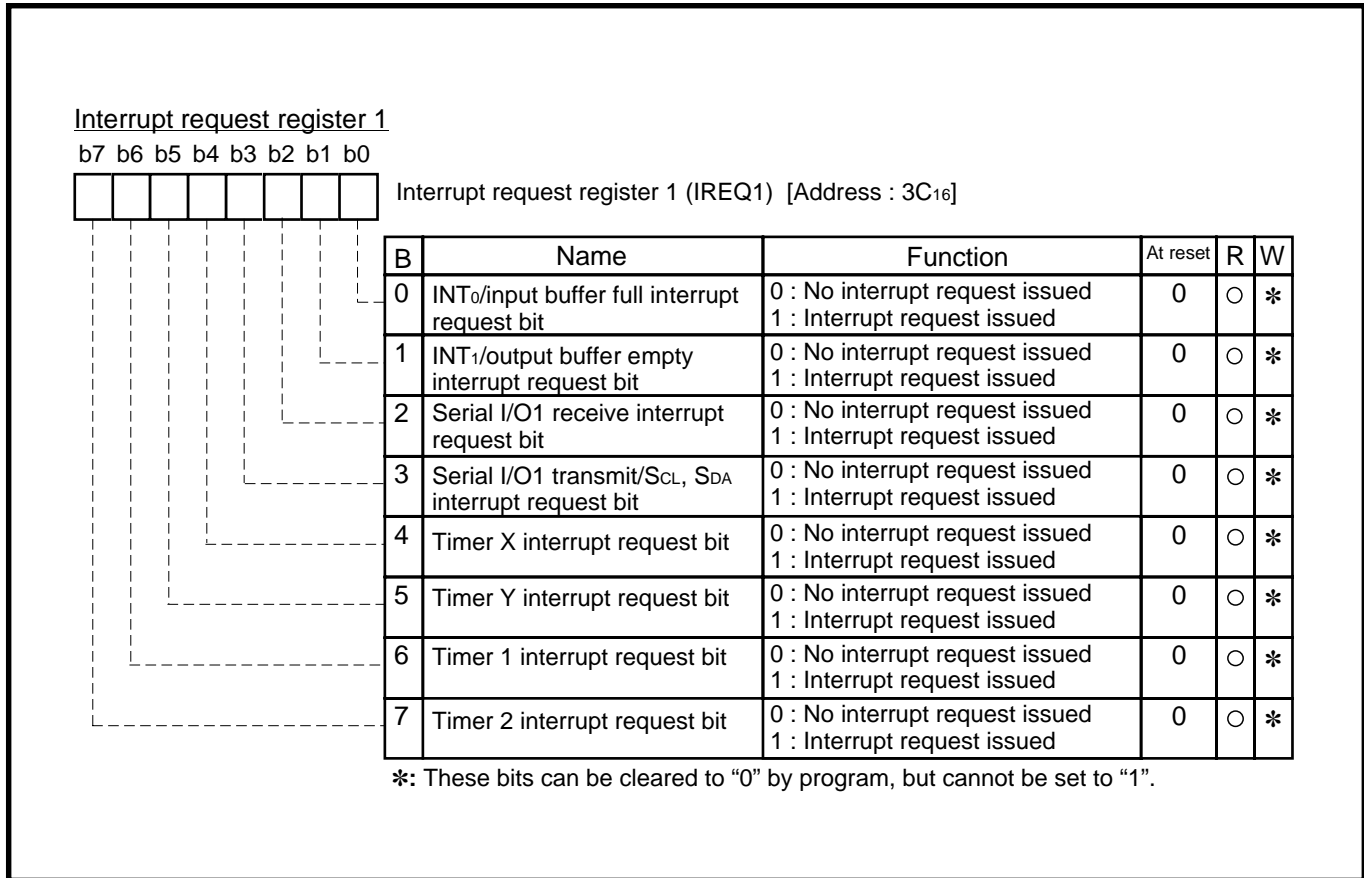 Interrupt request register 1
b7 b6 b5 b4 b3 b2 b1 b0
Interrupt request register 1 (IREQ1) [Address : 3C16]
B Name Function At reset R W
0 INT0/input buffer full interrupt request bit 0 : No interrupt request issued 0 ○ ✻
1 : Interrupt request issued
1 INT1/output buffer empty interrupt request bit 0 : No interrupt request issued 0 ○ ✻
1 : Interrupt request issued
2 Serial I/O1 receive interrupt request bit 0 : No interrupt request issued 0 ○ ✻
1 : Interrupt request issued
3 Serial I/O1 transmit/SCL, SDA interrupt request bit 0 : No interrupt request issued 0 ○ ✻
1 : Interrupt request issued
4 Timer X interrupt request bit 0 : No interrupt request issued 0 ○ ✻
1 : Interrupt request issued
5 Timer Y interrupt request bit 0 : No interrupt request issued 0 ○ ✻
1 : Interrupt request issued
6 Timer 1 interrupt request bit 0 : No interrupt request issued 0 ○ ✻
1 : Interrupt request issued
7 Timer 2 interrupt request bit 0 : No interrupt request issued 0 ○ ✻
1 : Interrupt request issued
✻: These bits can be cleared to “0” by program, but cannot be set to “1”.